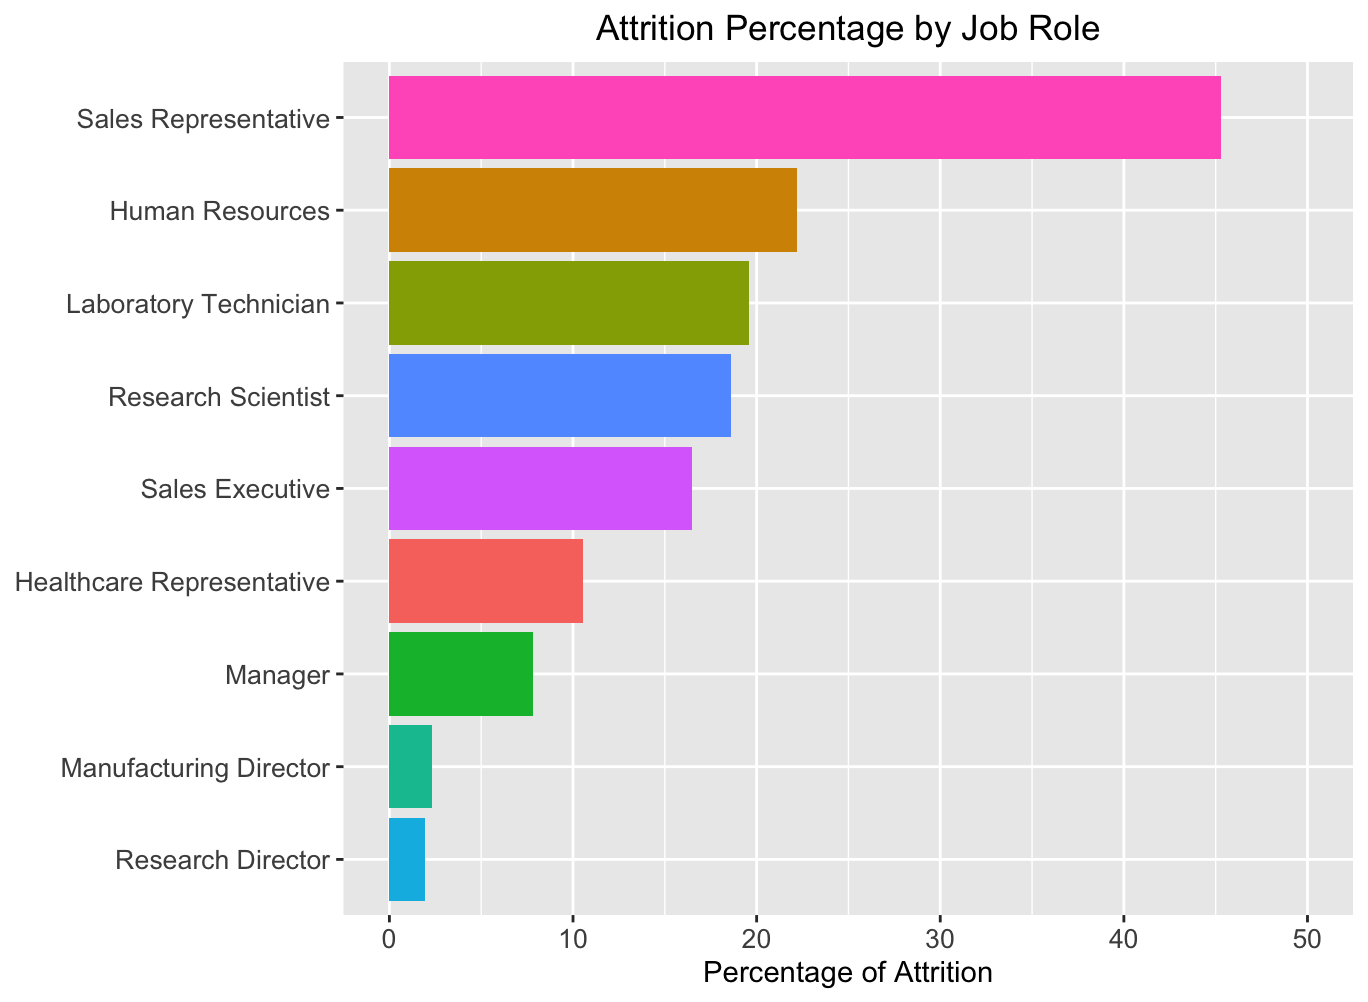 Attrition Percentage by Job Role
Sales Representative
Human Resources
Laboratory Technician
Research Scientist
Sales Executive
Healthcare Representative
Manager
Manufacturing Director
Research Director
0 10 20 30 40 50
Percentage of Attrition